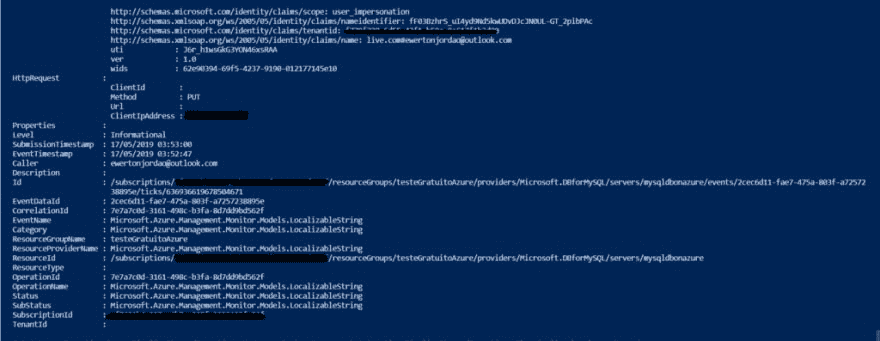 http://schemas.microsoft.com/identity/claims/scope: user_impersonation
http://schemas.xmlsoap.org/ws/2005/05/identity/claims/nameidentifier: fF03Bzhr5_uI4yd9Nd5kwUDvDJcJN0UL-GT_2pibPAc
http://schemas.microsoft.com/identity/claims/tenantid:
http://schemas.xmlsoap.org/ws/2005/05/identity/claims/name: live.com#ewertonjordao@outlook.com
uti : J6r_hIwsGkG3YON46xsRAA
ver : 1.0
wids : 62e90394-69f5-4237-9190-012177145e10
HttpRequest :
ClientId :
Method : PUT
Url :
ClientIpAddress :
Properties :
Level : Informational
SubmissionTimestamp : 17/05/2019 03:53:00
EventTimestamp : 17/05/2019 03:52:47
Caller : ewertonjordao@outlook.com
Description :
Id : /subscriptions/ /resourceGroups/testeGratuitoAzure/providers/Microsoft.DBforMySQL/servers/mysqldbonazure/events/2cec6d11-fae7-475a-803f-a72572
38895e/ticks/636936619678504671
EventDataId : 2cec6d11-fae7-475a-803f-a7257238895e
CorrelationId : 7e7a7c0d-3161-498c-b3fa-8d7dd9bd562f
EventName : Microsoft.Azure.Management.Monitor.Models.LocalizableString
Category : Microsoft.Azure.Management.Monitor.Models.LocalizableString
ResourceGroupName : testeGratuitoAzure
ResourceProviderName : Microsoft.Azure.Management.Monitor.Models.LocalizableString
ResourceId : /subscriptions/ /resourceGroups/testeGratuitoAzure/providers/Microsoft.DBforMySQL/servers/mysqldbonazure
ResourceType :
OperationId : 7e7a7c0d-3161-498c-b3fa-8d7dd9bd562f
OperationName : Microsoft.Azure.Management.Monitor.Models.LocalizableString
Status : Microsoft.Azure.Management.Monitor.Models.LocalizableString
SubStatus : Microsoft.Azure.Management.Monitor.Models.LocalizableString
SubscriptionId :
TenantId :